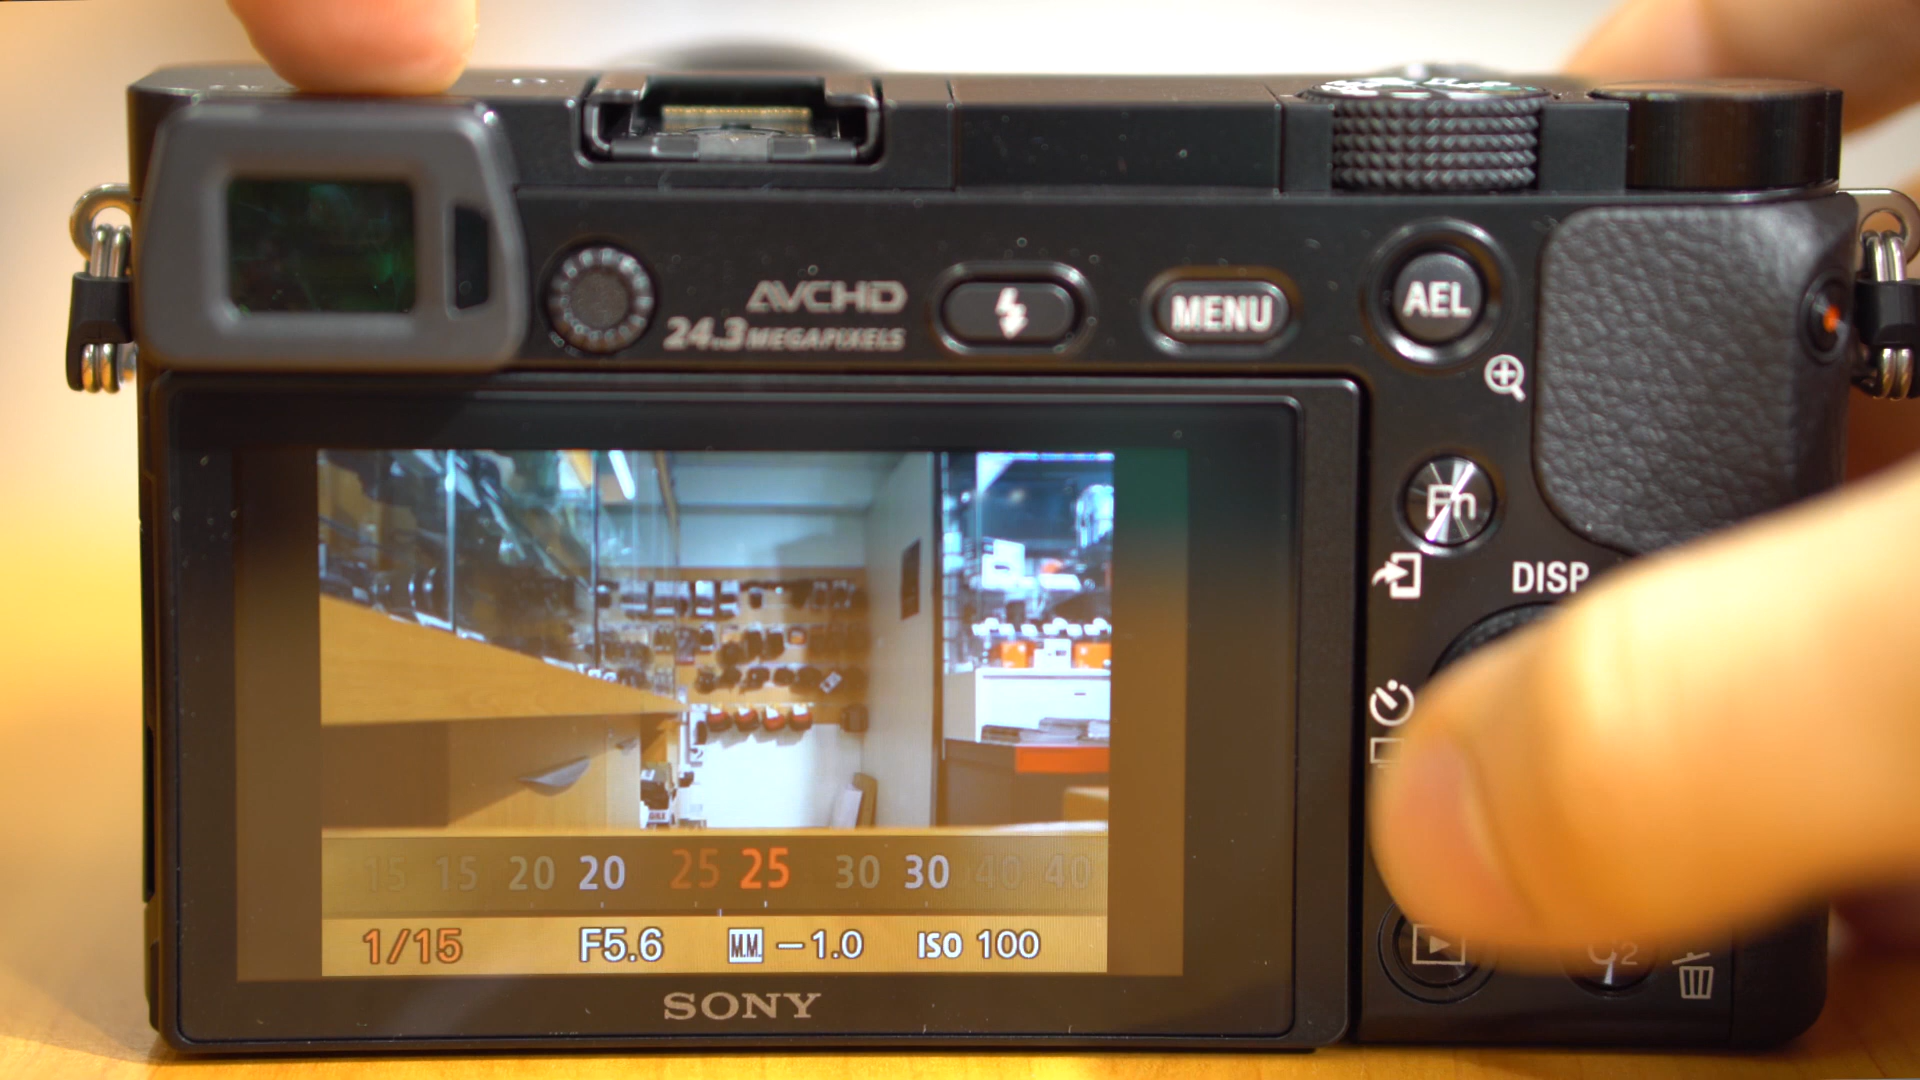 AVCHD
24.3 MEGAPIXELS
MENU
AEL
Fn
DISP
15 15 20 20 25 25 30 30 40 40
1/15 F5.6 M.M. −1.0 ISO 100
SONY